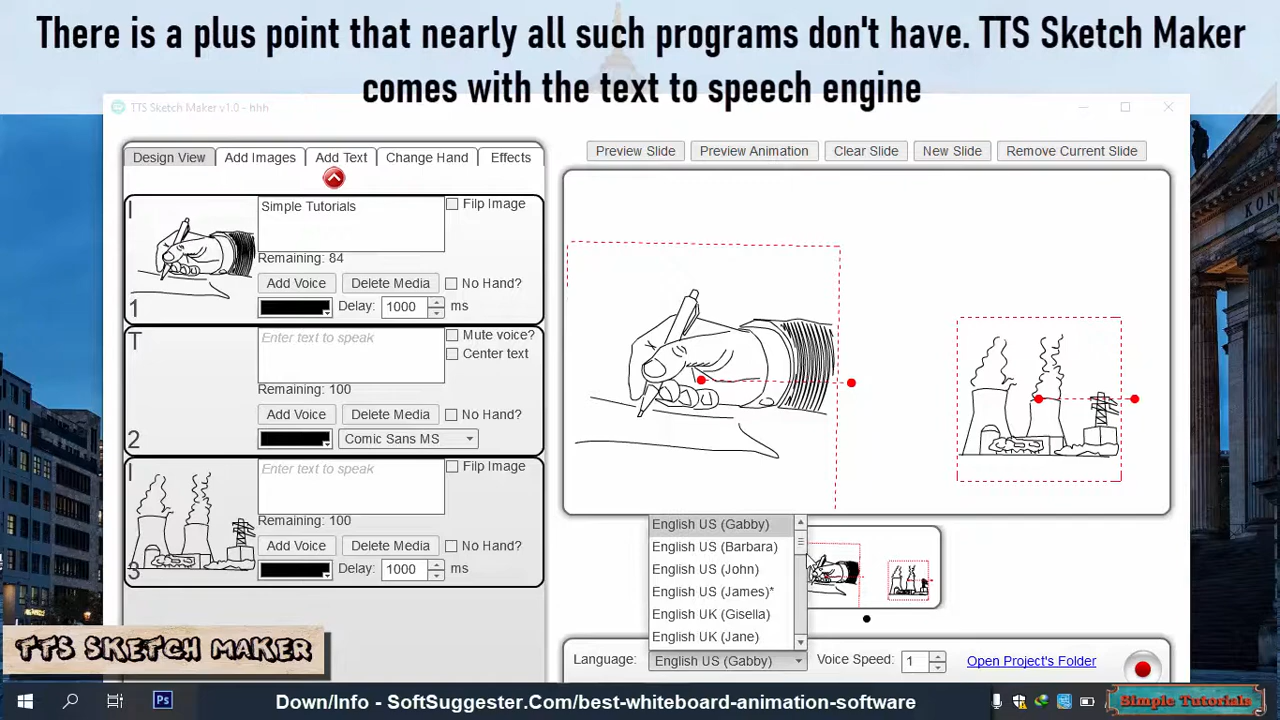 There is a plus point that nearly all such programs don't have. TTS Sketch Maker
comes with the text to speech engine
TTS Sketch Maker v1.0 - hhh
Design View
Add Images
Add Text
Change Hand
Effects
Preview Slide
Preview Animation
Clear Slide
New Slide
Remove Current Slide
I
Simple Tutorials
Filp Image
Remaining: 84
Add Voice
Delete Media
No Hand?
1
Delay:
1000
ms
T
Enter text to speak
Mute voice?
Center text
Remaining: 100
Add Voice
Delete Media
No Hand?
2
Comic Sans MS
I
Enter text to speak
Filp Image
Remaining: 100
Add Voice
Delete Media
No Hand?
3
Delay:
1000
ms
English US (Gabby)
English US (Barbara)
English US (John)
English US (James)*
English UK (Gisella)
English UK (Jane)
Language:
English US (Gabby)
Voice Speed:
1
Open Project's Folder
TTS SKETCH MAKER
Ps
Down/Info - SoftSuggester.Com/best-whiteboard-animation-software
Simple Tutorials